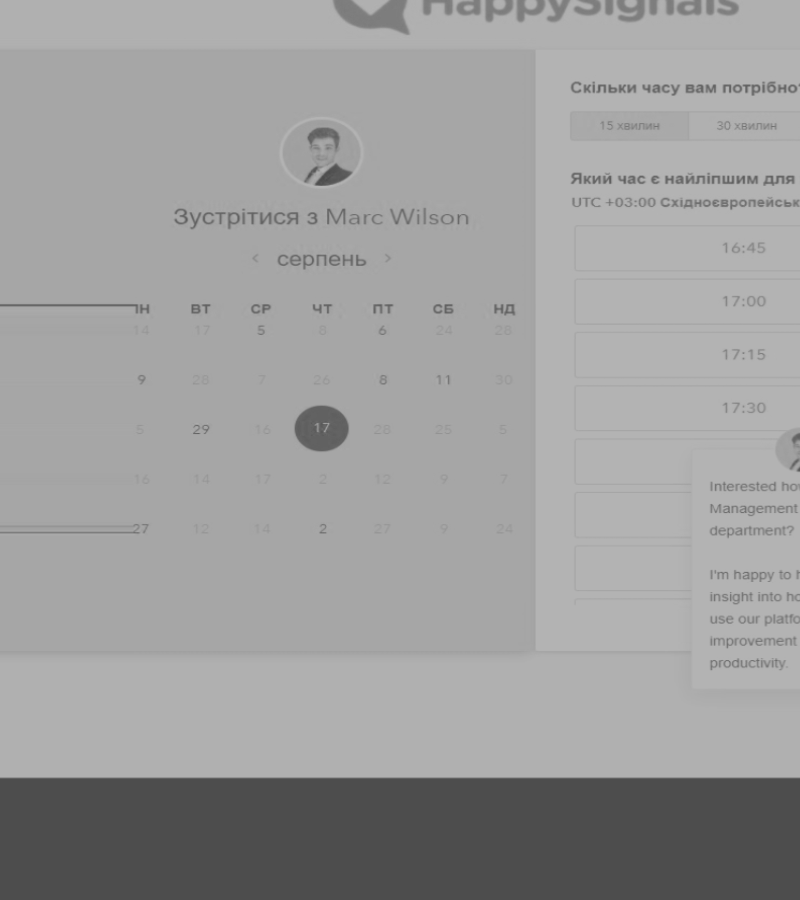 HappySignals
Зустрітися з Marc Wilson
‹ серпень ›
ПН ВТ СР ЧТ ПТ СБ НД
14 17 5 8 6 24 28
9 28 7 26 8 11 30
5 29 16 17 28 25 5
16 14 17 2 12 9 7
27 12 14 2 27 9 24
Скільки часу вам потрібно
15 хвилин 30 хвилин
Який час є найліпшим для
UTC +03:00 Східноєвропейськ
16:45
17:00
17:15
17:30
Interested how
Management
department?
I'm happy to h
insight into ho
use our platfo
improvement
productivity.